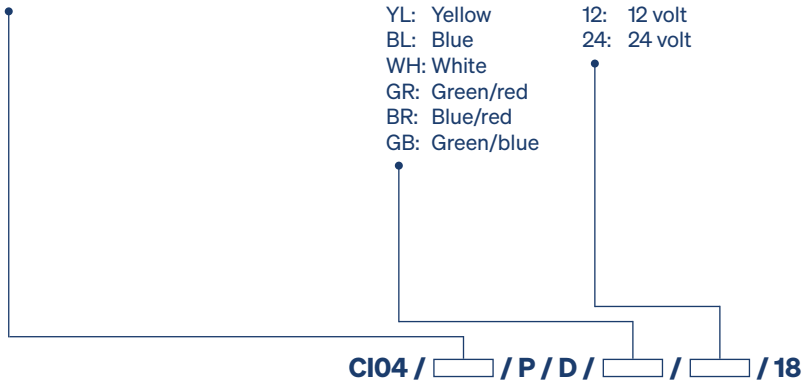 YL: Yellow
BL: Blue
WH: White
GR: Green/red
BR: Blue/red
GB: Green/blue
12: 12 volt
24: 24 volt
CI04 / / P / D / / / 18